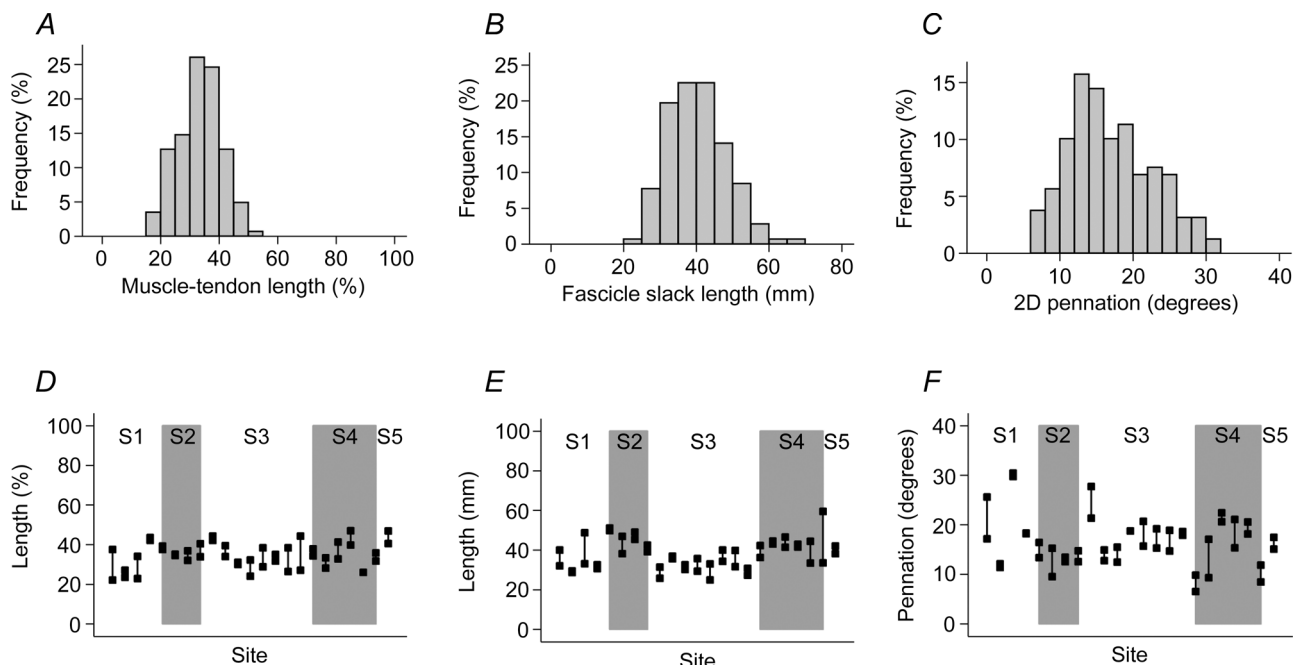 A
B
C
Frequency (%)
25
20
15
10
5
0
0 20 40 60 80 100
Muscle-tendon length (%)
Frequency (%)
25
20
15
10
5
0
0 20 40 60 80
Fascicle slack length (mm)
Frequency (%)
15
10
5
0
0 10 20 30 40
2D pennation (degrees)
D
E
F
Length (%)
100
80
60
40
20
0
S1 S2 S3 S4 S5
Site
Length (mm)
100
80
60
40
20
0
S1 S2 S3 S4 S5
Site
Pennation (degrees)
40
30
20
10
0
S1 S2 S3 S4 S5
Site